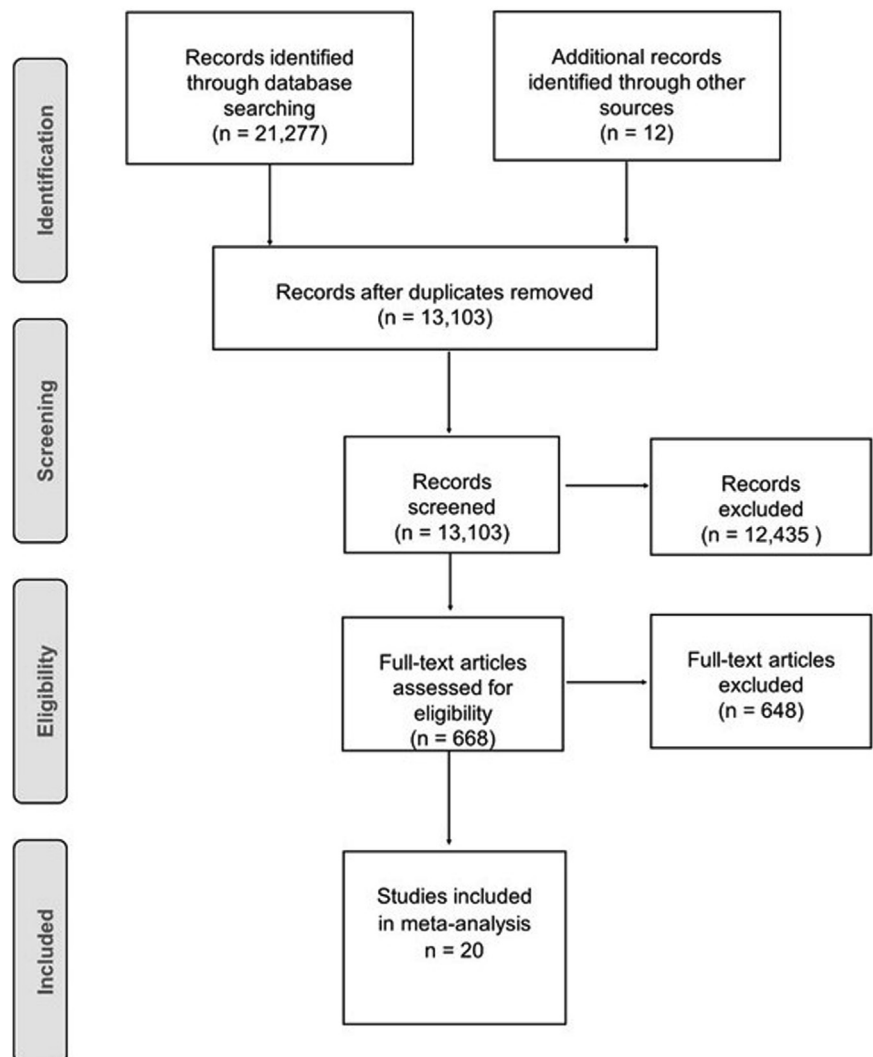 Identification
Records identified
through database
searching
(n = 21,277)
Additional records
identified through other
sources
(n = 12)
Records after duplicates removed
(n = 13,103)
Screening
Records
screened
(n = 13,103)
Records
excluded
(n = 12,435 )
Eligibility
Full-text articles
assessed for
eligibility
(n = 668)
Full-text articles
excluded
(n = 648)
Included
Studies included
in meta-analysis
n = 20